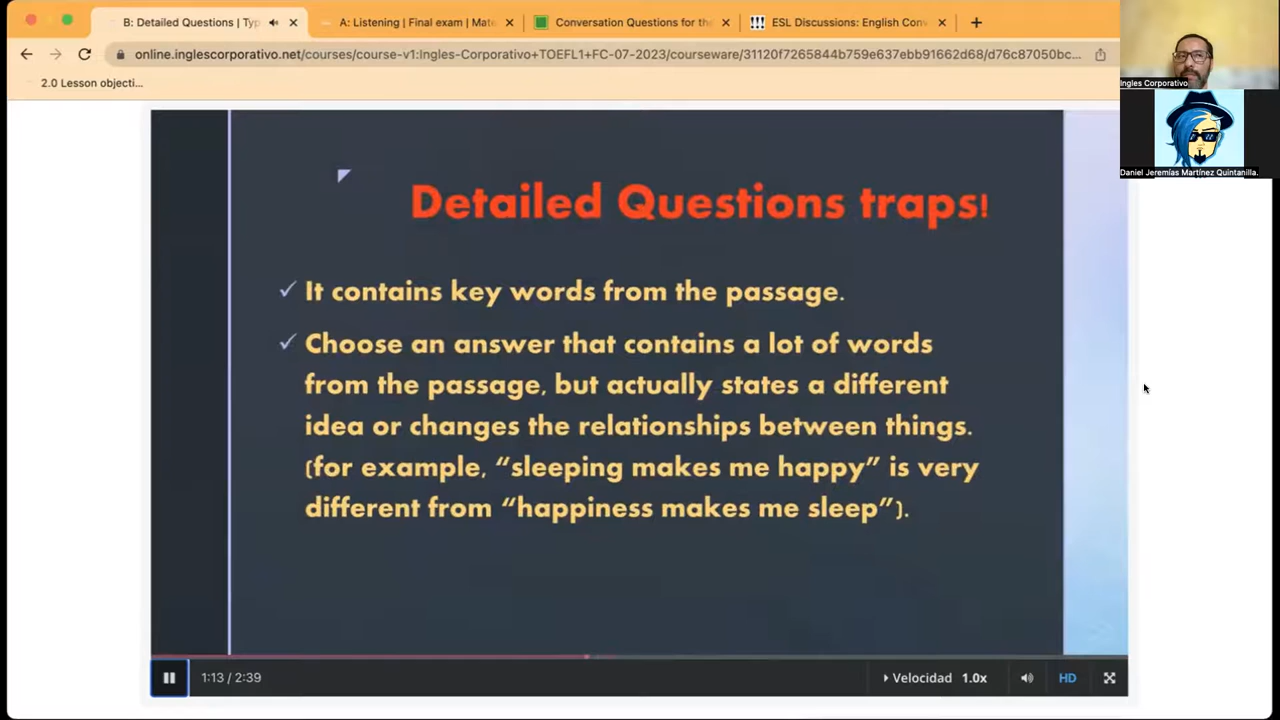 B: Detailed Questions | Typ
A: Listening | Final exam | Mate
Conversation Questions for the
ESL Discussions: English Conv
online.inglescorporativo.net/courses/course-v1:Ingles-Corporativo+TOEFL1+FC-07-2023/courseware/31120f7265844b759e637ebb91662d68/d76c87050bc...
2.0 Lesson objecti...
Ingles Corporativo
Daniel Jeremías Martínez Quintanilla.
Detailed Questions traps!
✓ It contains key words from the passage.
✓ Choose an answer that contains a lot of words
from the passage, but actually states a different
idea or changes the relationships between things.
(for example, “sleeping makes me happy” is very
different from “happiness makes me sleep”).
1:13 / 2:39
Velocidad 1.0x
HD